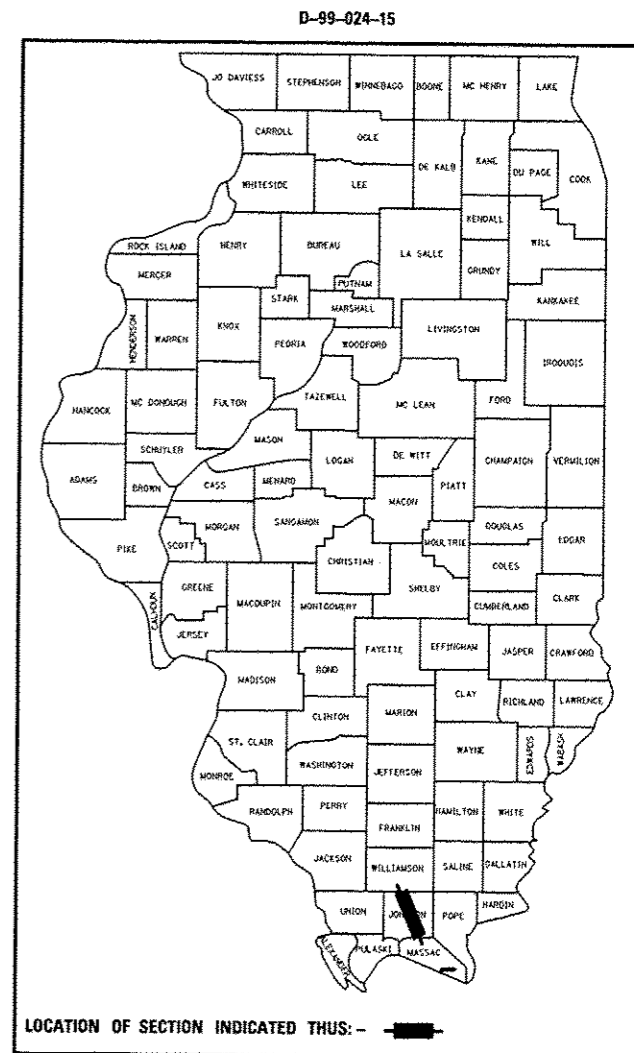 D-99-024-15
JO DAVIESS STEPHENSON WINNEBAGO BOONE MC HENRY LAKE
CARROLL OGLE DE KALB KANE DU PAGE COOK
WHITESIDE LEE KENDALL WILL
ROCK ISLAND HENRY BUREAU LA SALLE GRUNDY
MERCER PUTNAM KANKAKEE
HENDERSON WARREN KNOX STARK MARSHALL LIVINGSTON
PEORIA WOODFORD IROQUOIS
HANCOCK MC DONOUGH FULTON TAZEWELL MC LEAN FORD
SCHUYLER MASON
ADAMS BROWN CASS MENARD LOGAN DE WITT PIATT CHAMPAIGN VERMILION
MACON
PIKE SCOTT MORGAN SANGAMON CHRISTIAN MOULTRIE DOUGLAS EDGAR
COLES
CALHOUN GREENE MACOUPIN MONTGOMERY SHELBY CUMBERLAND CLARK
JERSEY
FAYETTE EFFINGHAM JASPER CRAWFORD
MADISON BOND
CLINTON MARION CLAY RICHLAND LAWRENCE
ST. CLAIR WAYNE EDWARDS WABASH
MONROE WASHINGTON JEFFERSON
RANDOLPH PERRY HAMILTON WHITE
FRANKLIN
JACKSON WILLIAMSON SALINE GALLATIN
UNION POPE HARDIN
ALEXANDER PULASKI MASSAC
LOCATION OF SECTION INDICATED THUS: -